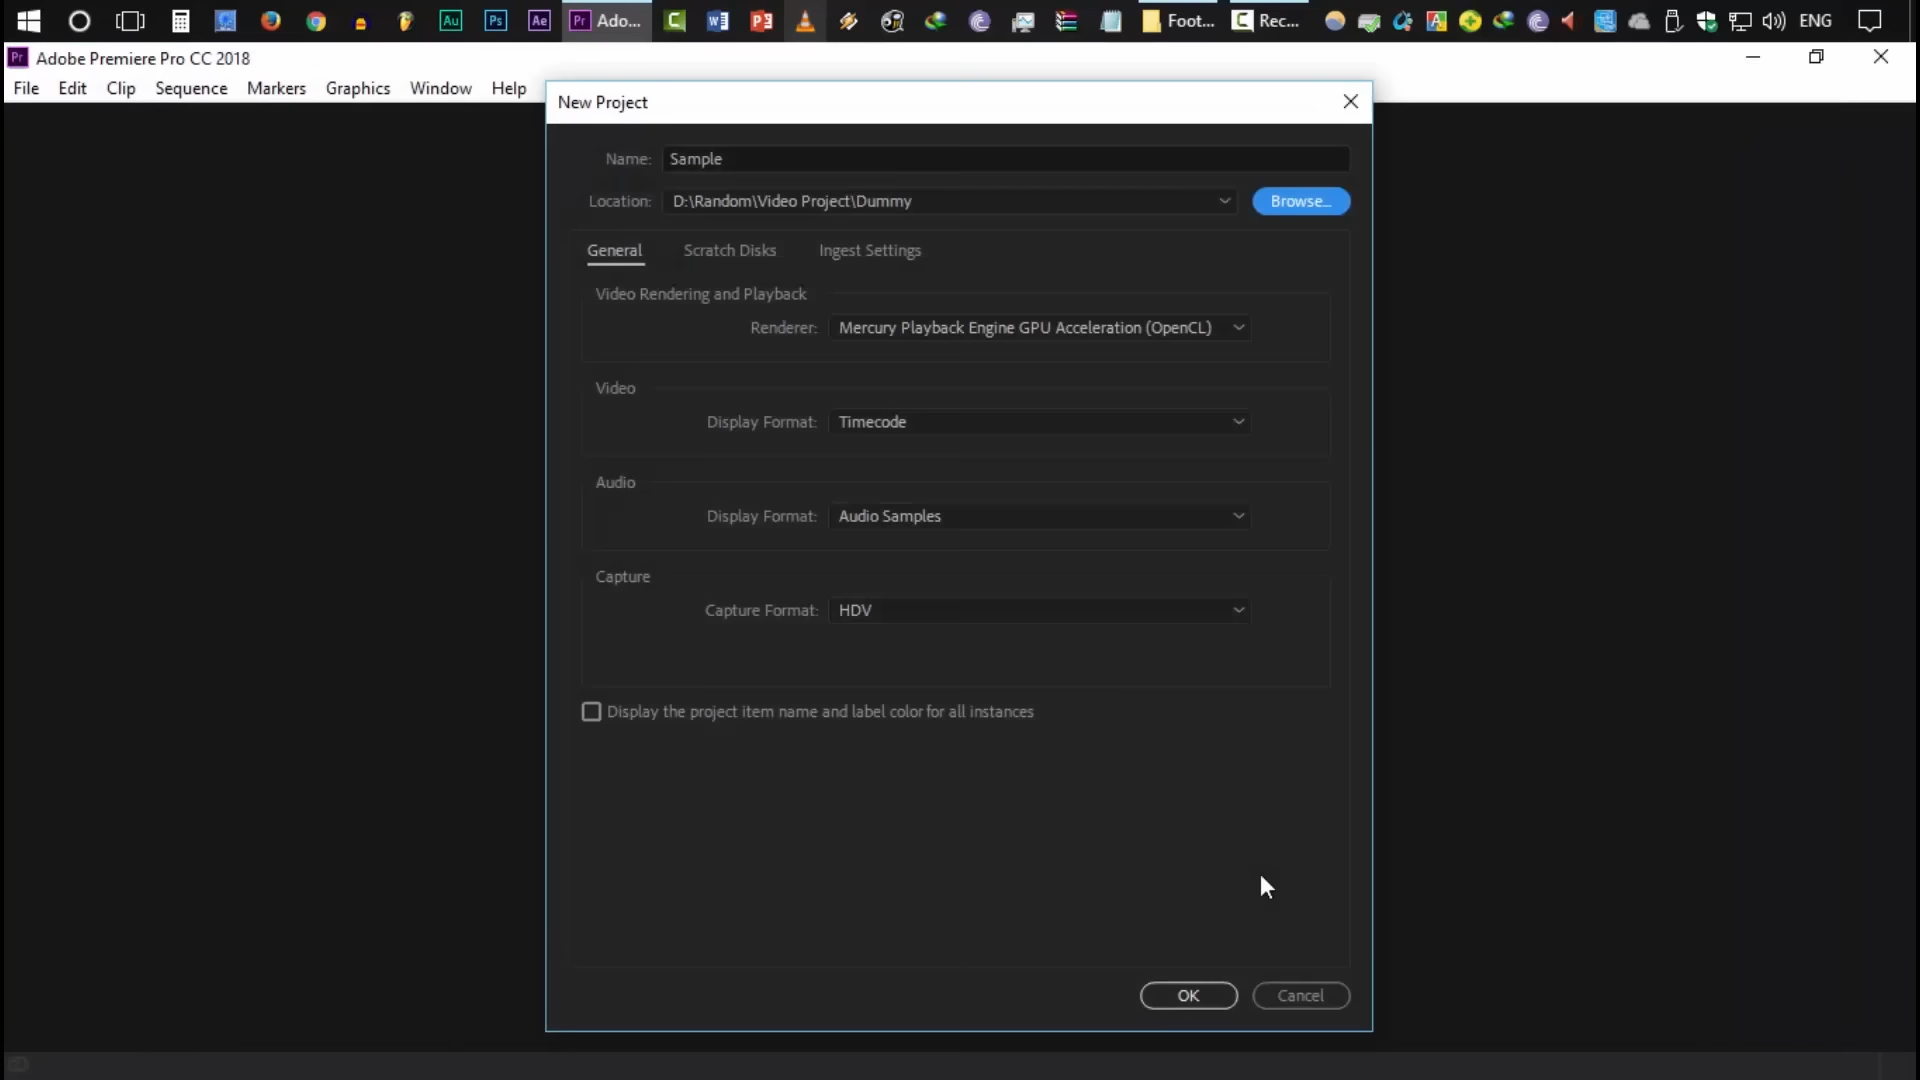 Au Ps Ae Pr Ado... Foot... Rec... ENG
Pr Adobe Premiere Pro CC 2018
File Edit Clip Sequence Markers Graphics Window Help
New Project
Name: Sample
Location: D:\Random\Video Project\Dummy Browse...
General Scratch Disks Ingest Settings
Video Rendering and Playback
Renderer: Mercury Playback Engine GPU Acceleration (OpenCL)
Video
Display Format: Timecode
Audio
Display Format: Audio Samples
Capture
Capture Format: HDV
Display the project item name and label color for all instances
OK Cancel